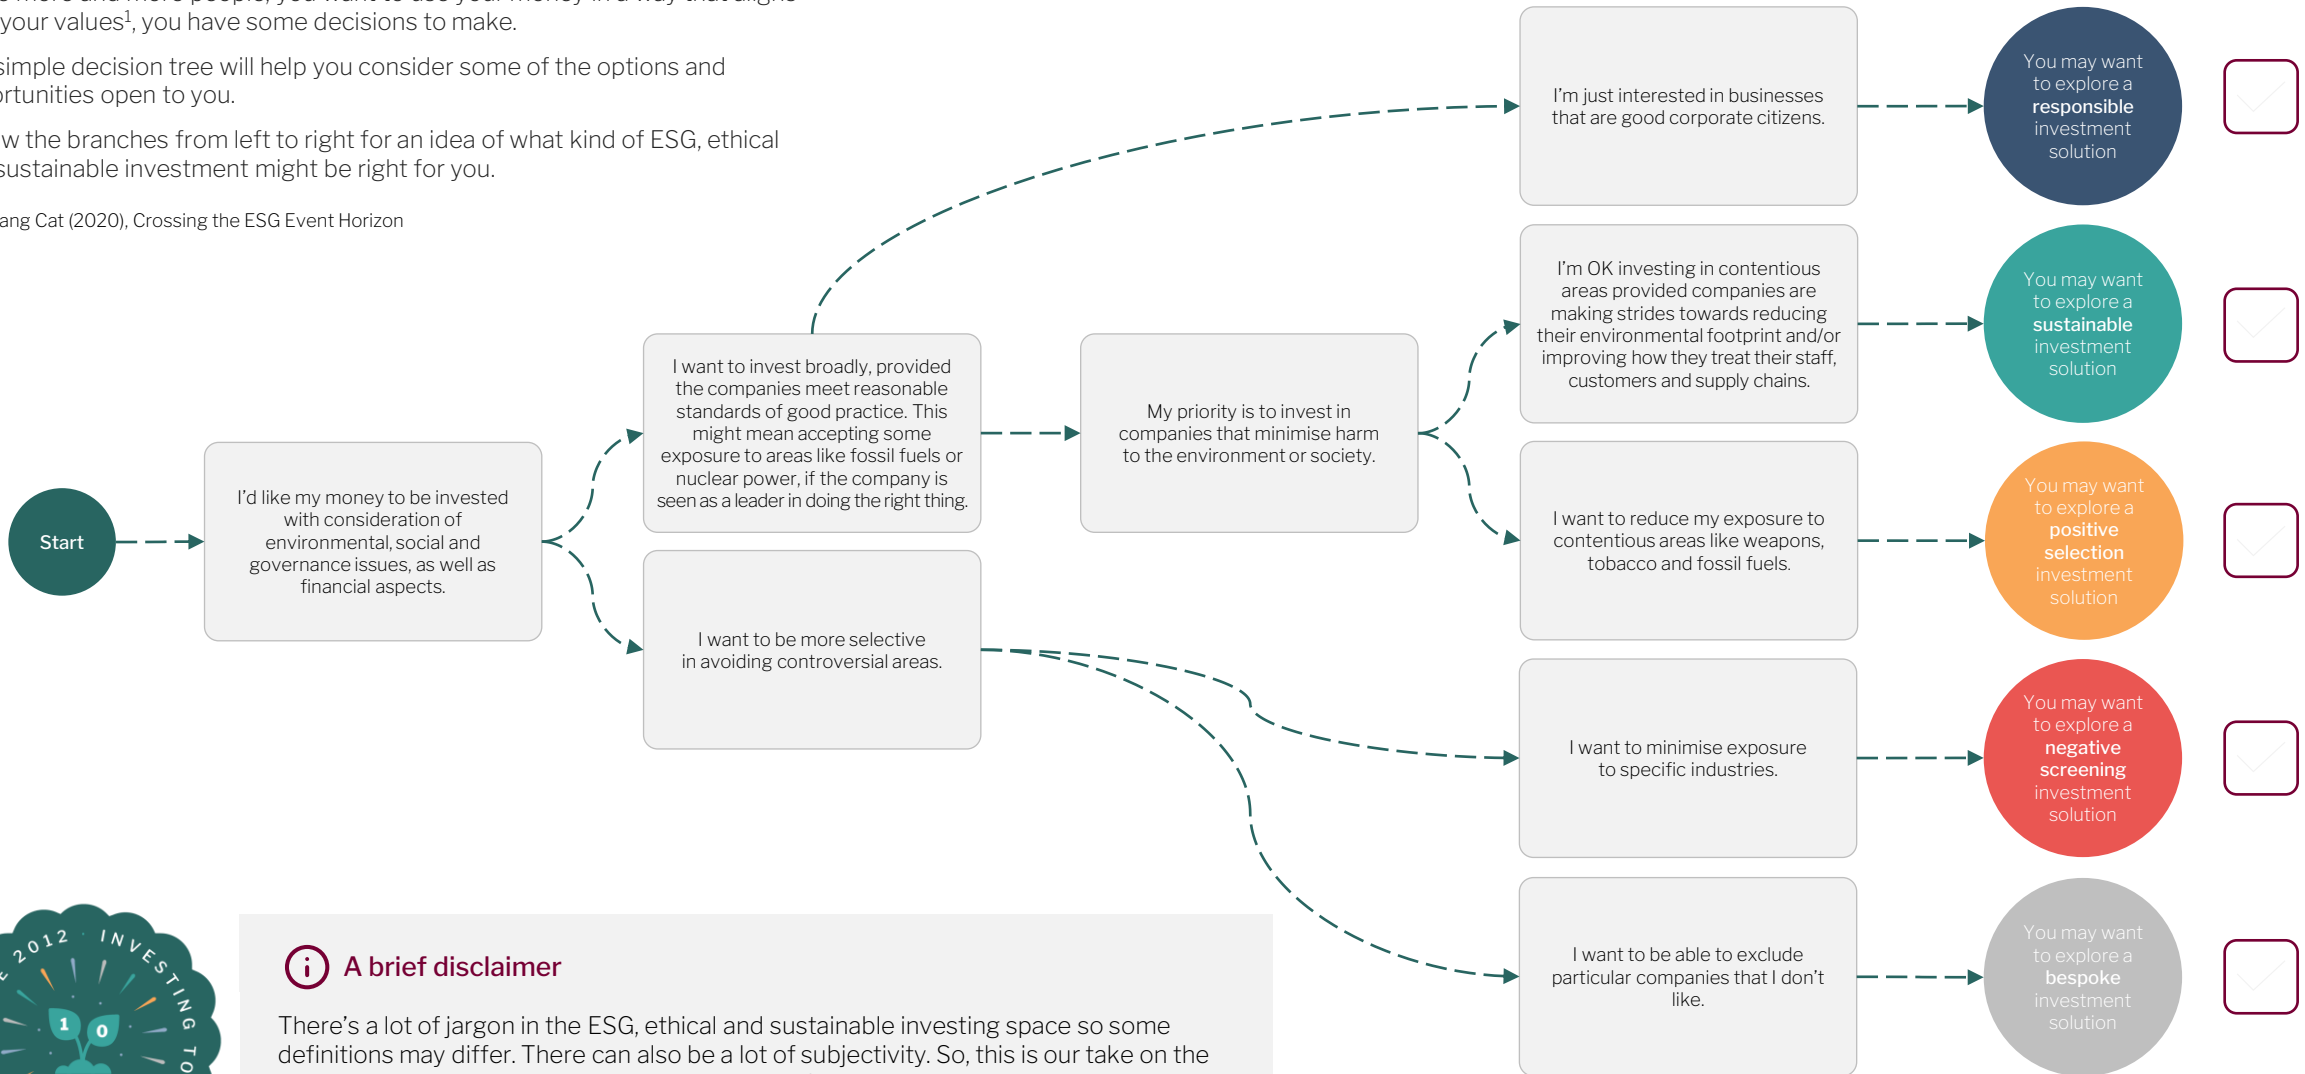 your values¹, you have some decisions to make.
simple decision tree will help you consider some of the options and
open to you.
the branches from left to right for an idea of what kind of ESG, ethical
sustainable investment might be right for you.
Cat (2020), Crossing the ESG Event Horizon
Start
I'd like my money to be invested
with consideration of
environmental, social and
governance issues, as well as
financial aspects.
I want to invest broadly, provided
the companies meet reasonable
standards of good practice. This
might mean accepting some
exposure to areas like fossil fuels or
nuclear power, if the company is
seen as a leader in doing the right thing.
I want to be more selective
in avoiding controversial areas.
My priority is to invest in
companies that minimise harm
to the environment or society.
I'm just interested in businesses
that are good corporate citizens.
You may want
to explore a
responsible
investment
solution
I'm OK investing in contentious
areas provided companies are
making strides towards reducing
their environmental footprint and/or
improving how they treat their staff,
customers and supply chains.
You may want
to explore a
sustainable
investment
solution
I want to reduce my exposure to
contentious areas like weapons,
tobacco and fossil fuels.
You may want
to explore a
positive
selection
investment
solution
I want to minimise exposure
to specific industries.
You may want
to explore a
negative
screening
investment
solution
I want to be able to exclude
particular companies that I don't
like.
You may want
to explore a
bespoke
investment
solution
2012 · INVESTING TO
1 0
A brief disclaimer
There's a lot of jargon in the ESG, ethical and sustainable investing space so some
definitions may differ. There can also be a lot of subjectivity. So, this is our take on the